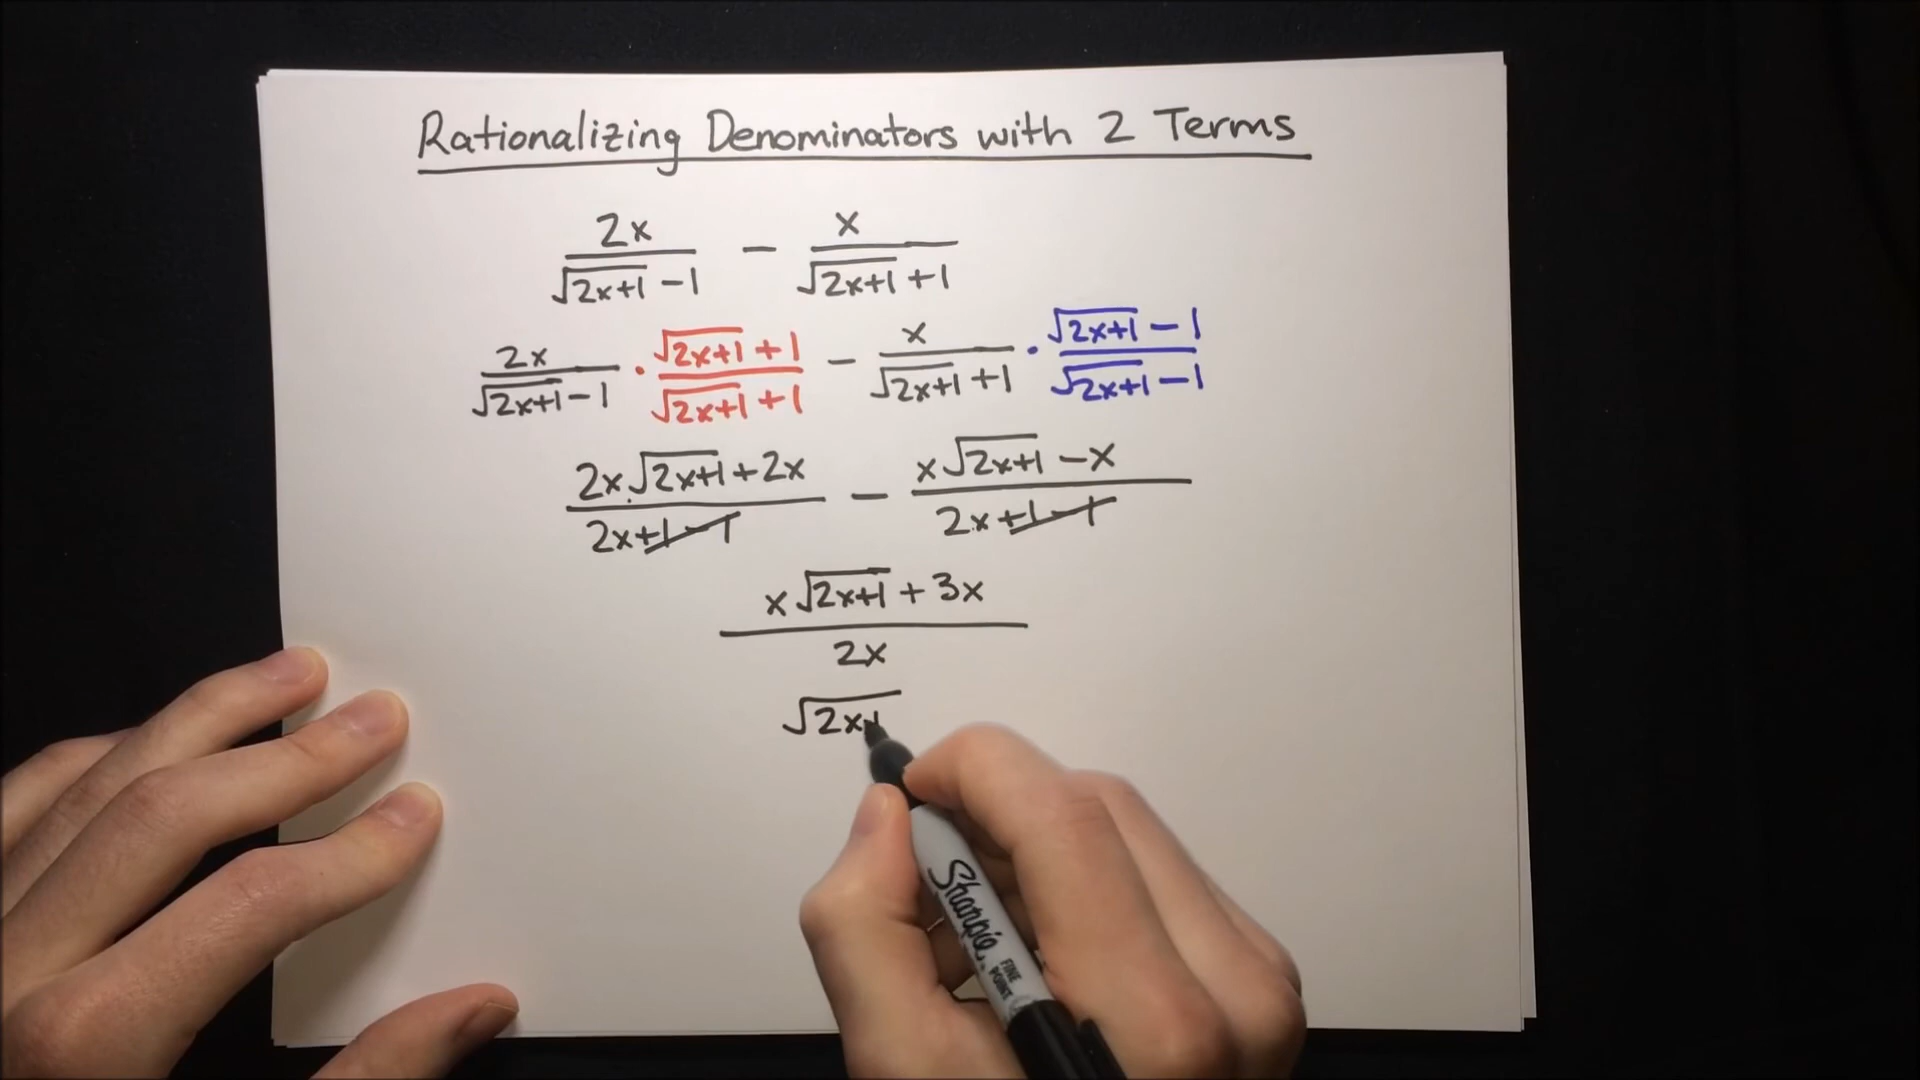 Rationalizing Denominators with 2 Terms
2x / √(2x+1) - 1 - x / √(2x+1) + 1
2x / √(2x+1) - 1 · √(2x+1) + 1 / √(2x+1) + 1 - x / √(2x+1) + 1 · √(2x+1) - 1 / √(2x+1) - 1
2x√(2x+1) + 2x / 2x+1-1 - x√(2x+1) - x / 2x+1-1
x√(2x+1) + 3x / 2x
√2x+
Sharpie
FINE
POINT